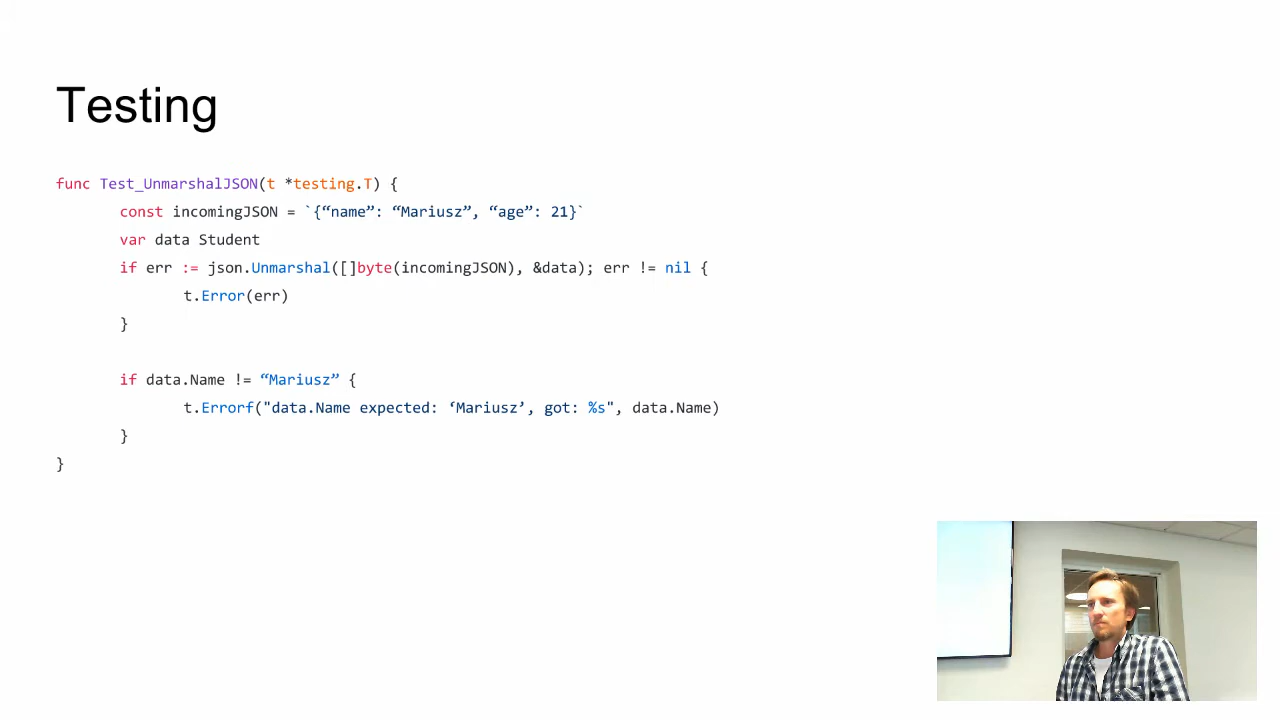 Testing
func Test_UnmarshalJSON(t *testing.T) {
const incomingJSON = `{“name”: “Mariusz”, “age”: 21}`
var data Student
if err := json.Unmarshal([]byte(incomingJSON), &data); err != nil {
t.Error(err)
}
if data.Name != “Mariusz” {
t.Errorf("data.Name expected: ‘Mariusz’, got: %s", data.Name)
}
}